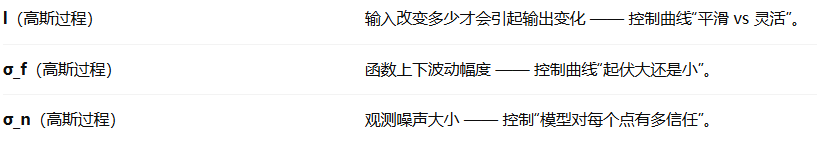 l（高斯过程） 输入改变多少才会引起输出变化 —— 控制曲线“平滑 vs 灵活”。
σ_f（高斯过程） 函数上下波动幅度 —— 控制曲线“起伏大还是小”。
σ_n（高斯过程） 观测噪声大小 —— 控制“模型对每个点有多信任”。